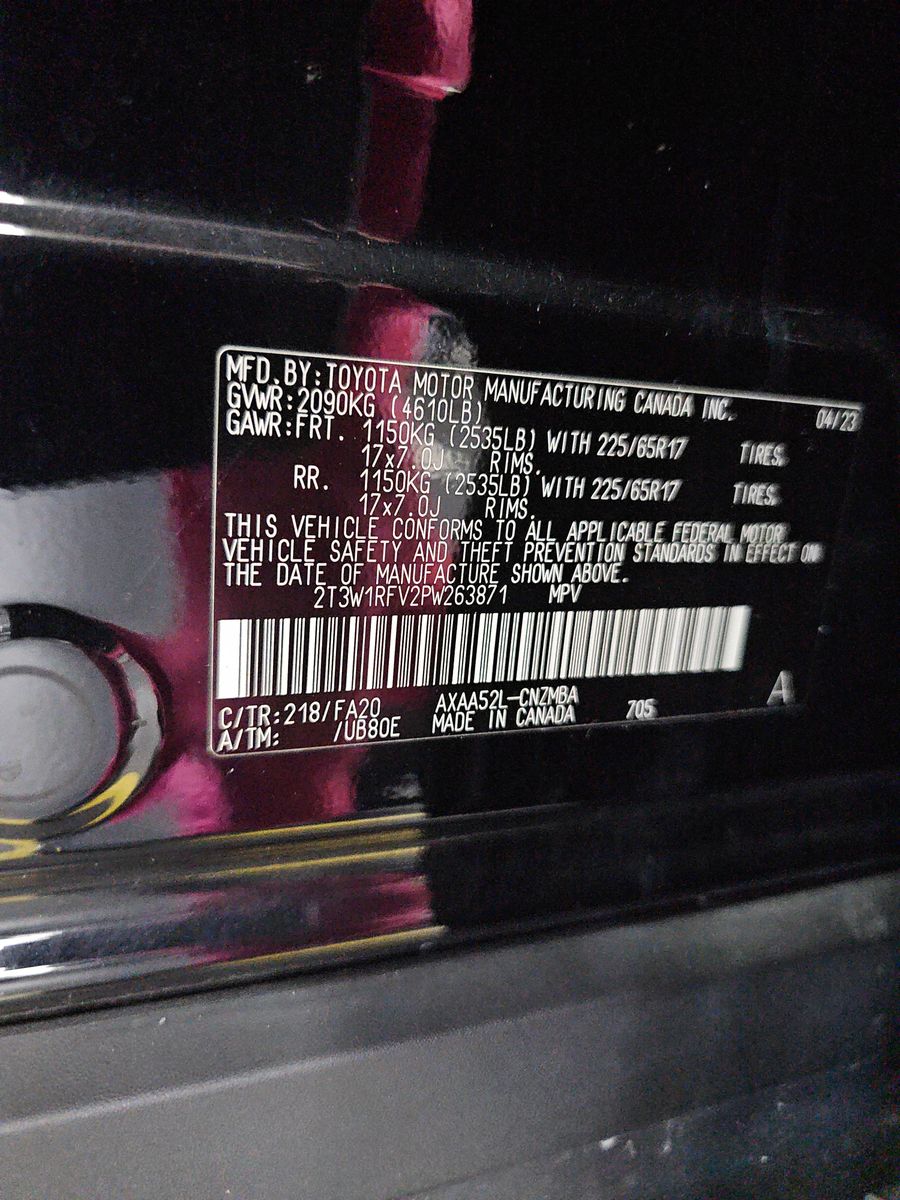 MFD.BY:TOYOTA MOTOR MANUFACTURING CANADA INC. 04/23
GVWR:2090KG (4610LB)
GAWR:FRT. 1150KG (2535LB) WITH 225/65R17 TIRES
17x7.0J RIMS.
RR. 1150KG (2535LB) WITH 225/65R17 TIRES
17x7.0J RIMS.
THIS VEHICLE CONFORMS TO ALL APPLICABLE FEDERAL MOTOR
VEHICLE SAFETY AND THEFT PREVENTION STANDARDS IN EFFECT ON
THE DATE OF MANUFACTURE SHOWN ABOVE.
2T3W1RFV2PW263871 MPV
C/TR:218/FA20 AXAA52L-CNZMBA 705 A
A/TM: /UB80E MADE IN CANADA